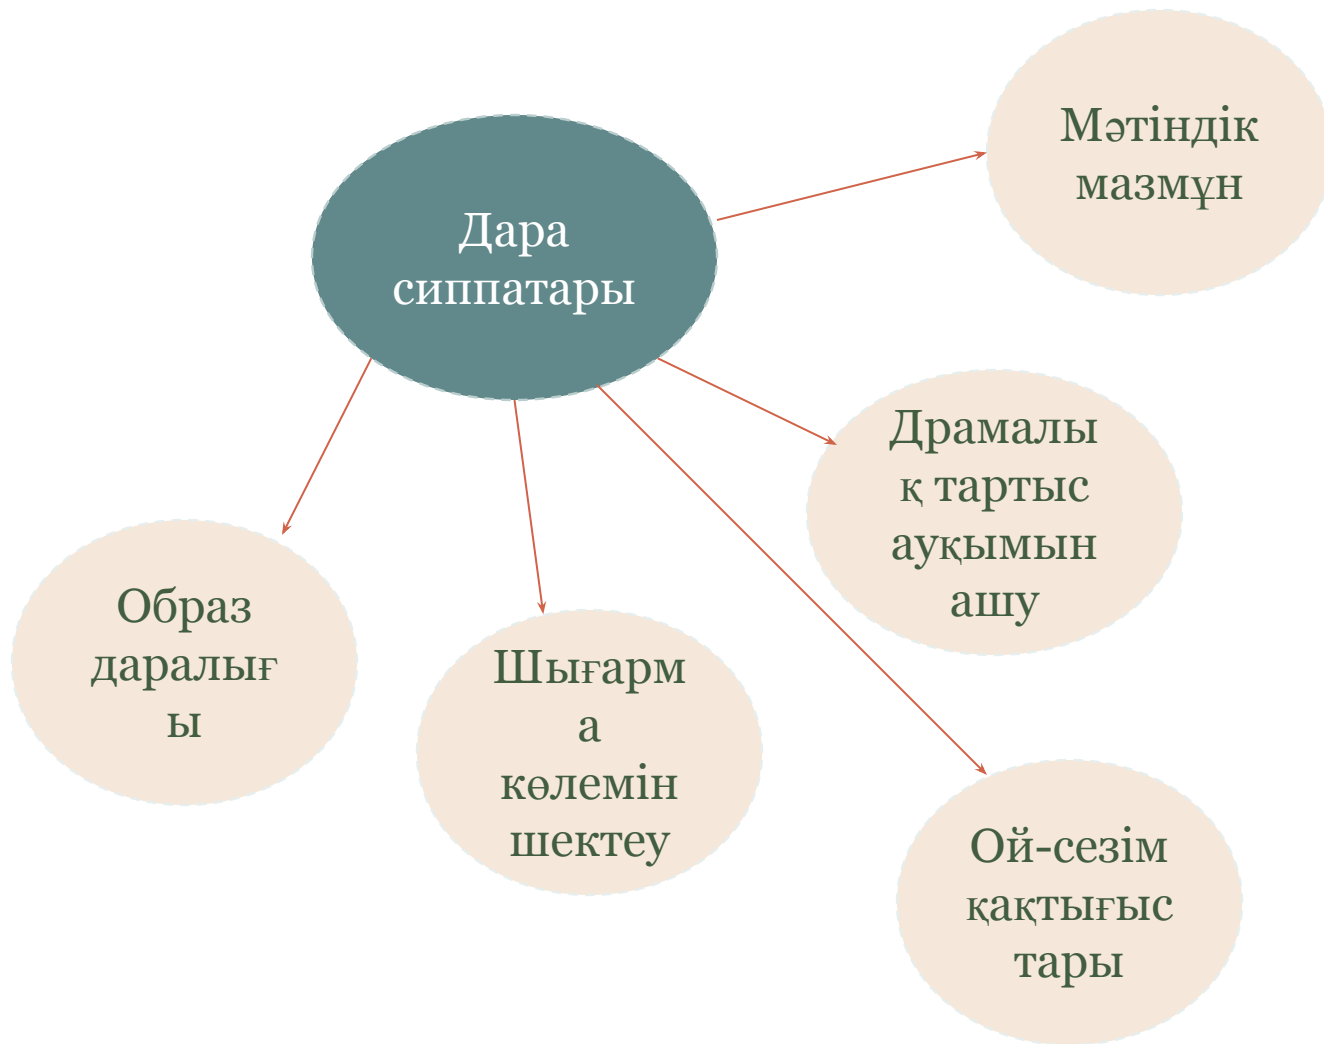 Дара
сиппатары
Мәтіндік
мазмұн
Драмалы
қ тартыс
ауқымын
ашу
Образ
даралығ
ы
Шығарм
а
көлемін
шектеу
Ой-сезім
қақтығыс
тары